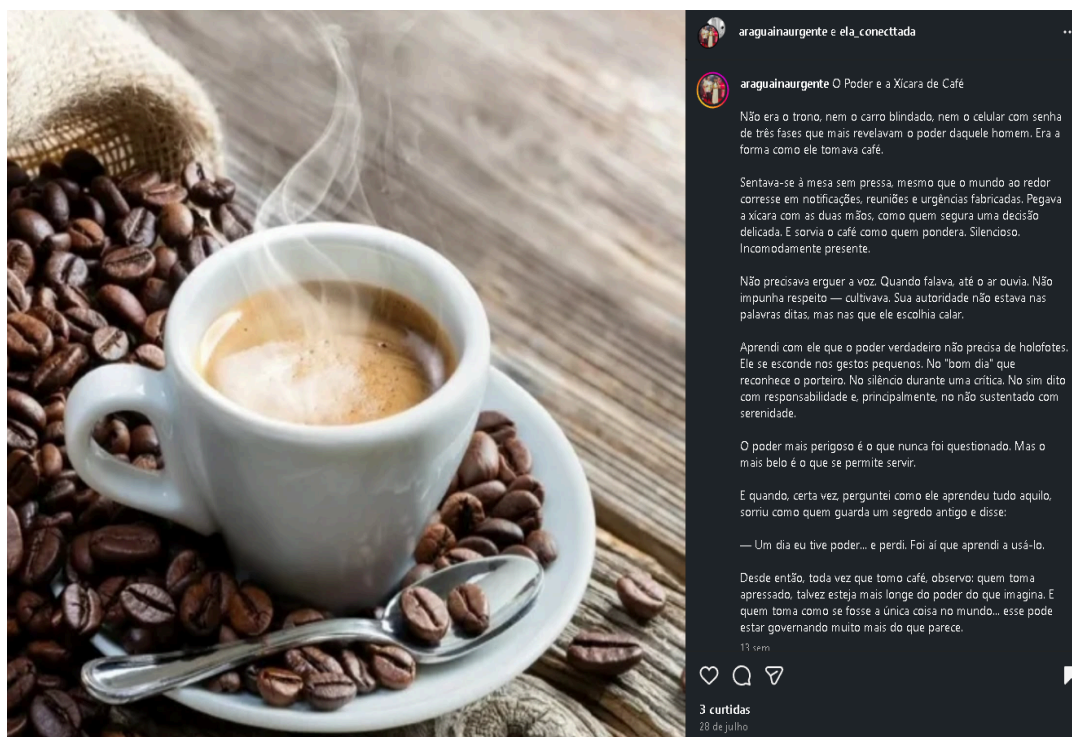 araguainaurgente e ela_conecttada
araguainaurgente O Poder e a Xícara de Café
Não era o trono, nem o carro blindado, nem o celular com senha
de três fases que mais revelavam o poder daquele homem. Era a
forma como ele tomava café.
Sentava-se à mesa sem pressa, mesmo que o mundo ao redor
corresse em notificações, reuniões e urgências fabricadas. Pegava
a xícara com as duas mãos, como quem segura uma decisão
delicada. E sorvia o café como quem pondera. Silencioso.
Incomodamente presente.
Não precisava erguer a voz. Quando falava, até o ar ouvia. Não
impunha respeito — cultivava. Sua autoridade não estava nas
palavras ditas, mas nas que ele escolhia calar.
Aprendi com ele que o poder verdadeiro não precisa de holofotes.
Ele se esconde nos gestos pequenos. No "bom dia" que
reconhece o porteiro. No silêncio durante uma crítica. No sim dito
com responsabilidade e, principalmente, no não sustentado com
serenidade.
O poder mais perigoso é o que nunca foi questionado. Mas o
mais belo é o que se permite servir.
E quando, certa vez, perguntei como ele aprendeu tudo aquilo,
sorriu como quem guarda um segredo antigo e disse:
— Um dia eu tive poder... e perdi. Foi aí que aprendi a usá-lo.
Desde então, toda vez que tomo café, observo: quem toma
apressado, talvez esteja mais longe do poder do que imagina. E
quem toma como se fosse a única coisa no mundo... esse pode
estar governando muito mais do que parece.
13 sem
3 curtidas
28 de julho